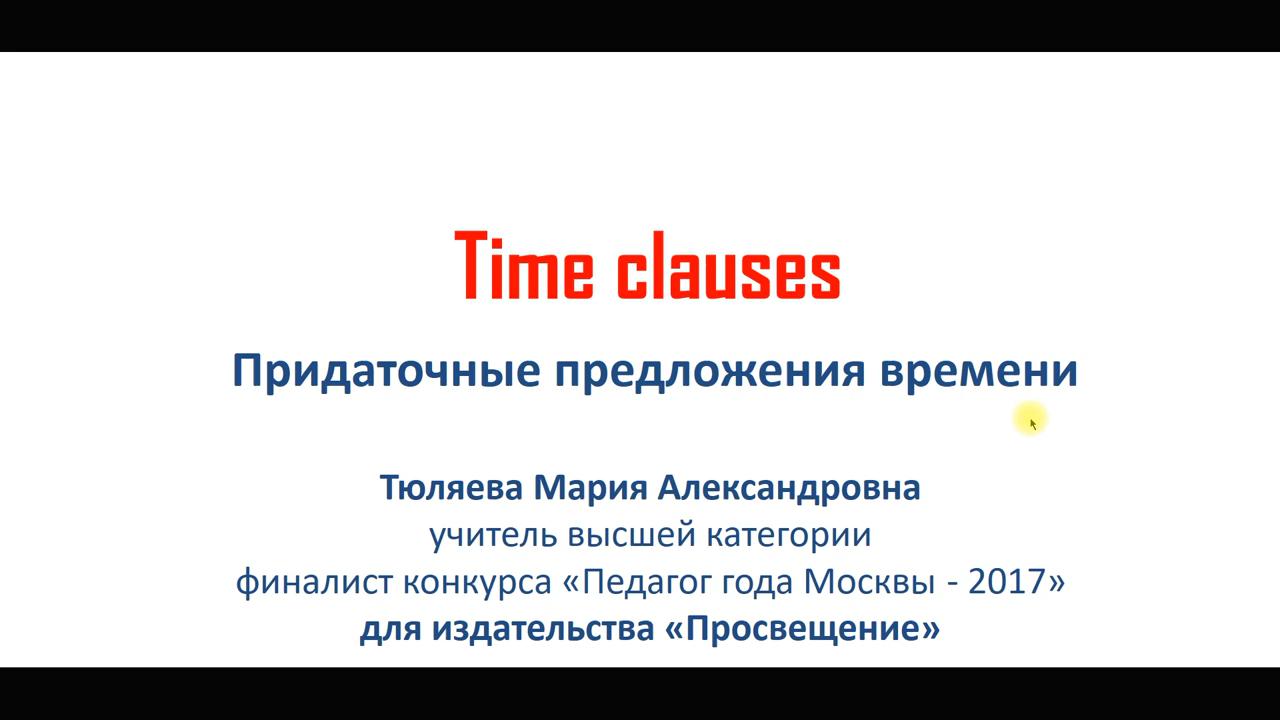 Time clauses
Придаточные предложения времени
Тюляева Мария Александровна
учитель высшей категории
финалист конкурса «Педагог года Москвы - 2017»
для издательства «Просвещение»